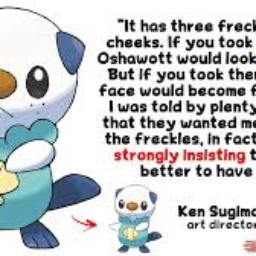 "It has three freck
cheeks. If you took
Oshawott would look
But if you took then
face would become f
I was told by plenty
that they wanted me
the freckles, in fact
strongly insisting t
better to have
Ken Sugimo
art director